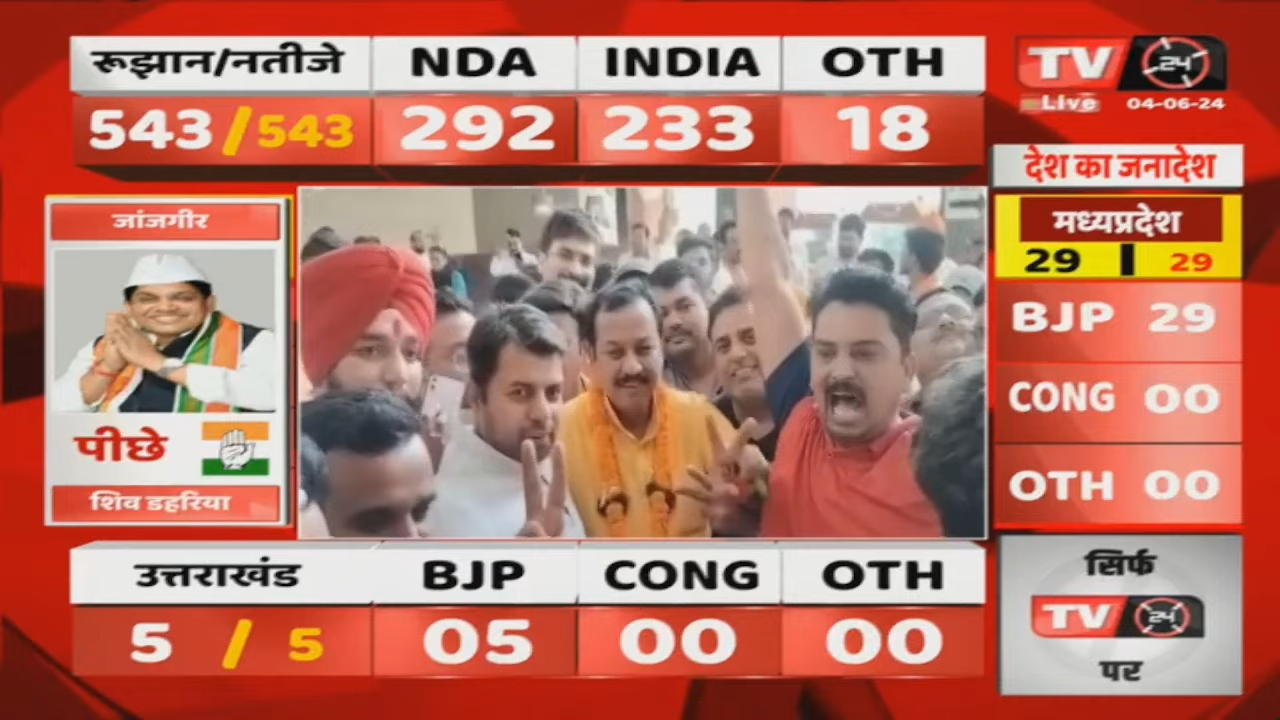 रूझान/नतीजे NDA INDIA OTH
543/543 292 233 18
TV 24
Live 04-06-24
देश का जनादेश
मध्यप्रदेश
29 | 29
BJP 29
CONG 00
OTH 00
जांजगीर
पीछे
शिव डहरिया
उत्तराखंड BJP CONG OTH
5 / 5 05 00 00
सिर्फ
TV 24
पर